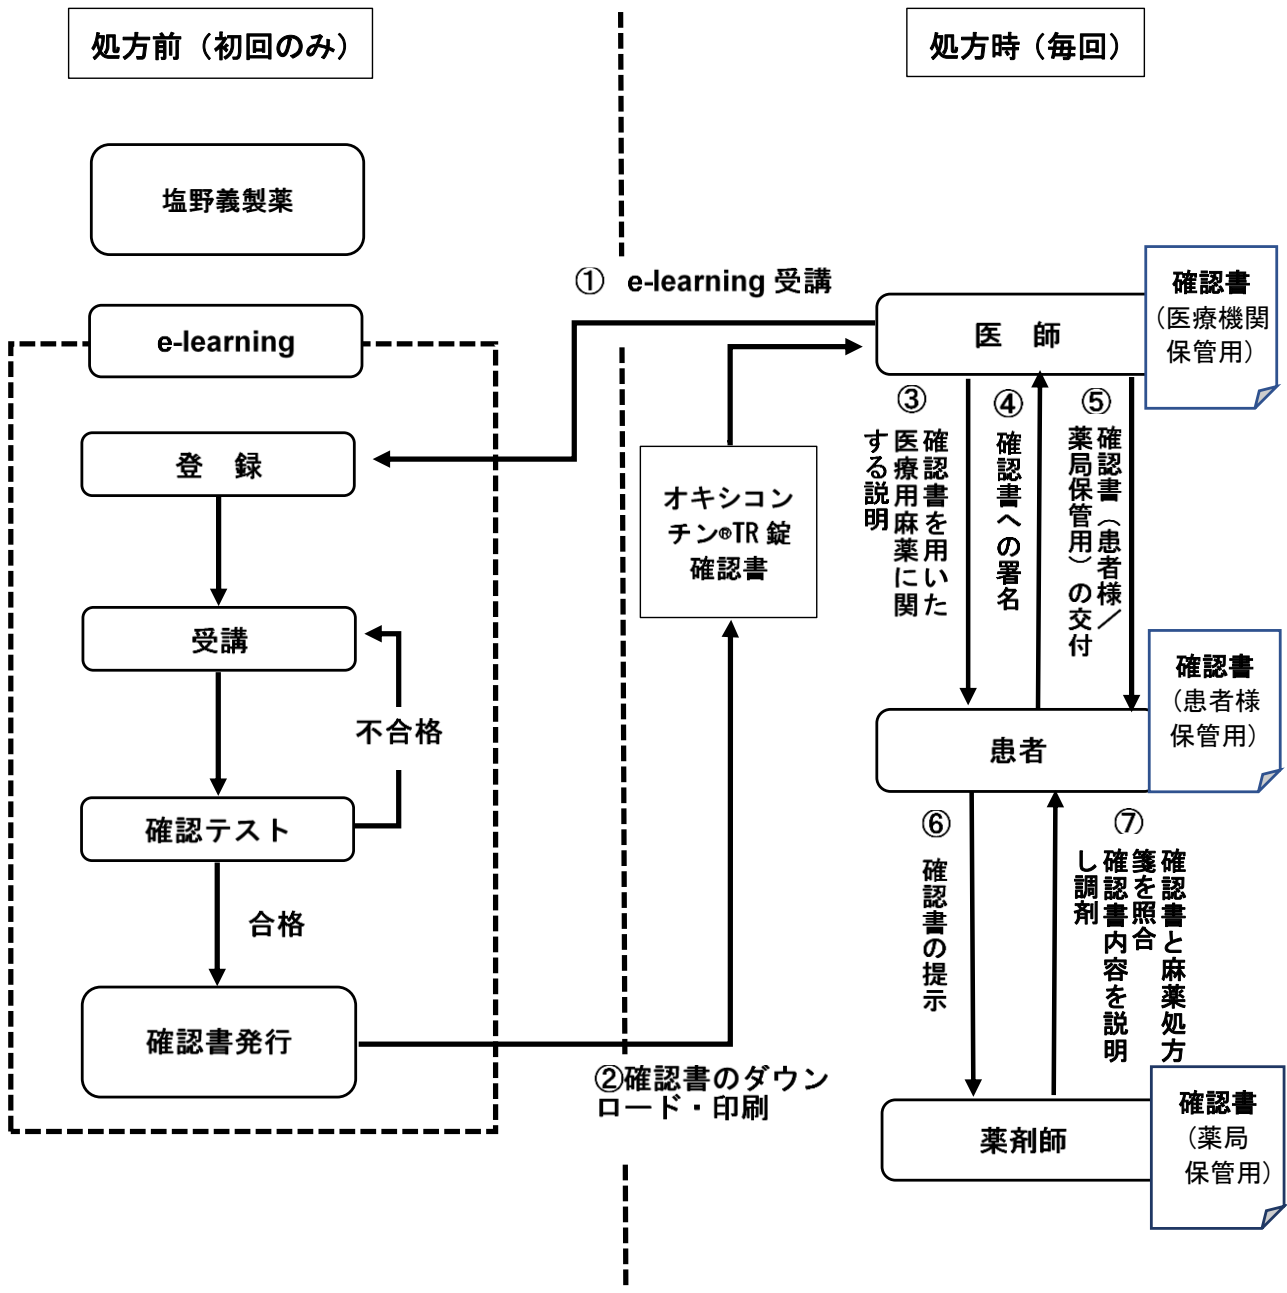 処方前（初回のみ）
処方時（毎回）
塩野義製薬
e-learning
登　録
受講
不合格
確認テスト
合格
確認書発行
① e-learning 受講
②確認書のダウン
ロード・印刷
オキシコン
チン®TR 錠
確認書
医　師
確認書
（医療機関
保管用）
③
確認書を用いた
医療用麻薬に関
する説明
④
確認書への署名
⑤
確認書（患者様／
薬局保管用）の交付
患者
確認書
（患者様
保管用）
⑥
確認書の提示
⑦
確認書と麻薬処方
箋を照合
確認書内容を説明
し調剤
薬剤師
確認書
（薬局
保管用）